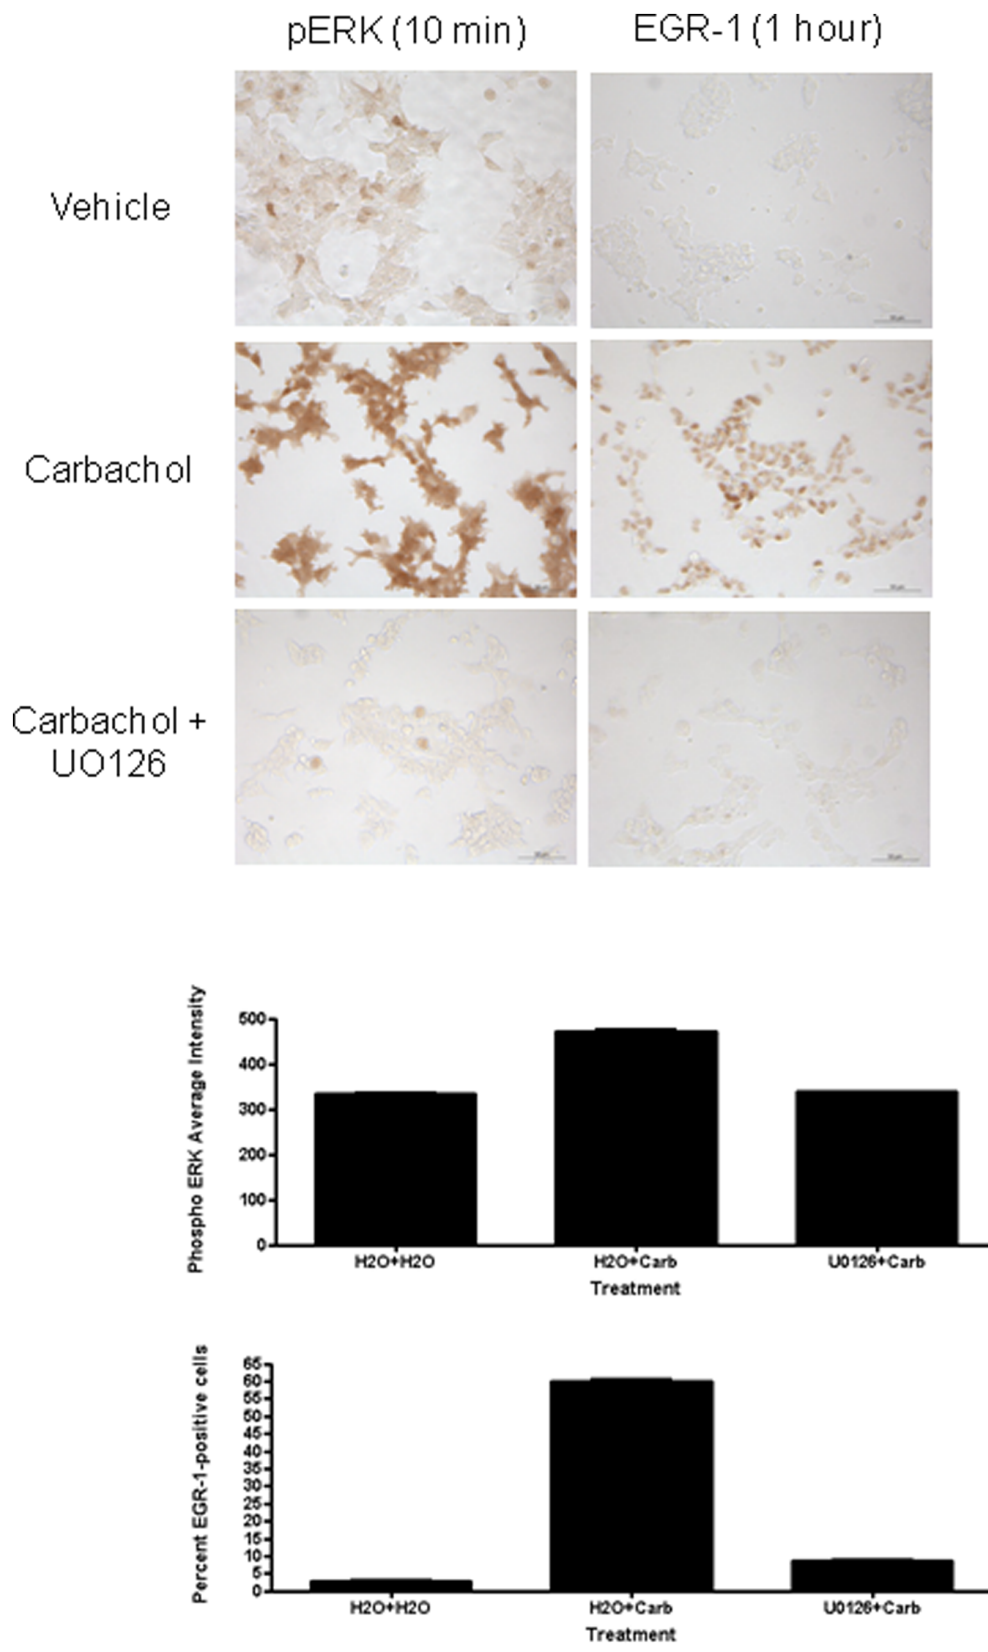 pERK (10 min)
EGR-1 (1 hour)
Vehicle
Carbachol
Carbachol +
UO126
Phospho ERK Average Intensity
500
400
300
200
100
0
H2O+H2O
H2O+Carb
U0126+Carb
Treatment
Percent EGR-1-positive cells
65
60
55
50
45
40
35
30
25
20
15
10
5
0
H2O+H2O
H2O+Carb
U0126+Carb
Treatment